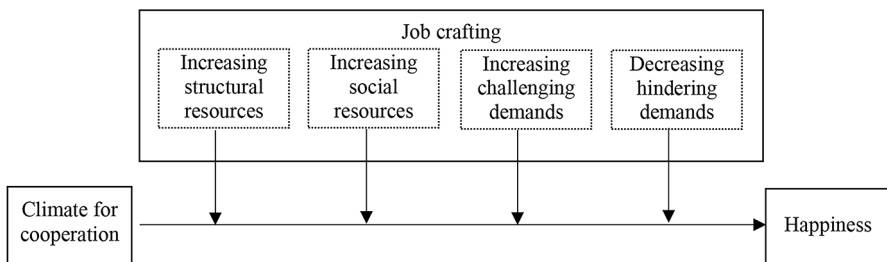 Job crafting
Increasing
structural
resources
Increasing
social
resources
Increasing
challenging
demands
Decreasing
hindering
demands
Climate for
cooperation
Happiness